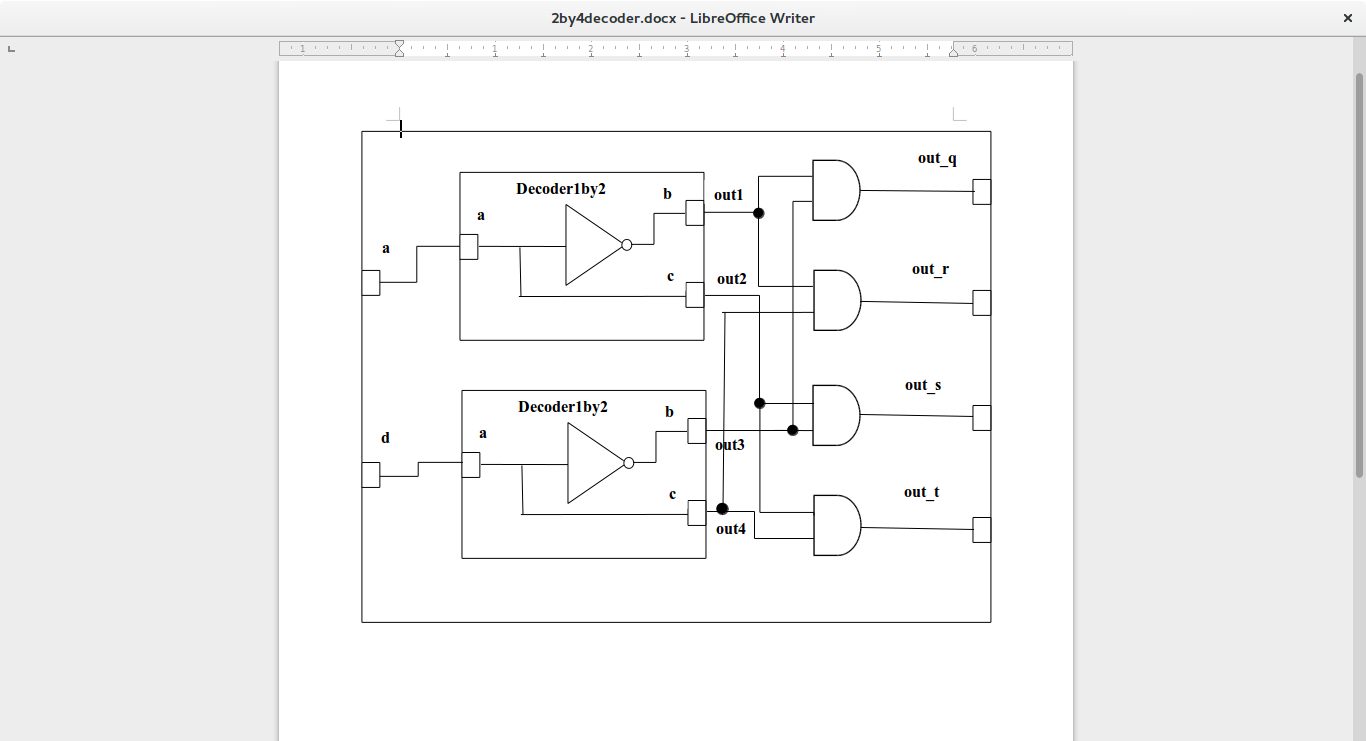 2by4decoder.docx - LibreOffice Writer
1 1 2 3 4 5 6
out_q
Decoder1by2
b
out1
a
a
out_r
c
out2
out_s
Decoder1by2
b
a
d
out3
out_t
c
out4